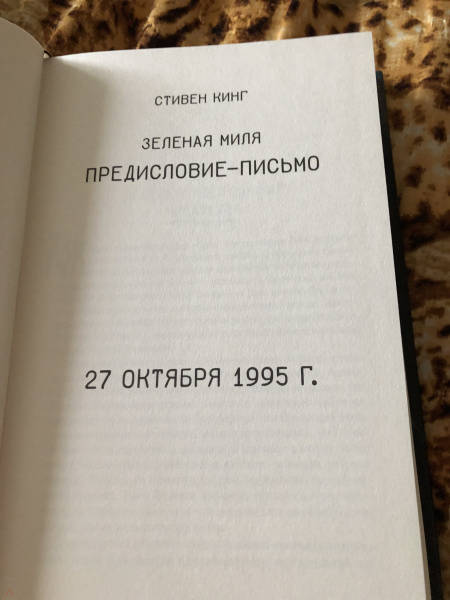 СТИВЕН КИНГ
ЗЕЛЕНАЯ МИЛЯ
ПРЕДИСЛОВИЕ-ПИСЬМО
27 ОКТЯБРЯ 1995 Г.